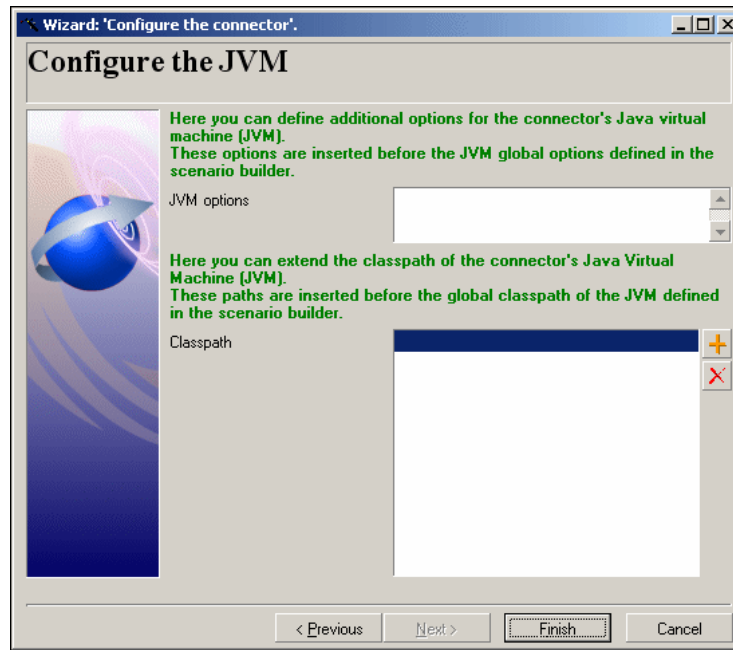 Wizard: 'Configure the connector'.
Configure the JVM
Here you can define additional options for the connector's Java virtual
machine (JVM).
These options are inserted before the JVM global options defined in the
scenario builder.
JVM options
Here you can extend the classpath of the connector's Java Virtual
Machine (JVM).
These paths are inserted before the global classpath of the JVM defined
in the scenario builder.
Classpath
< Previous Next > Finish Cancel